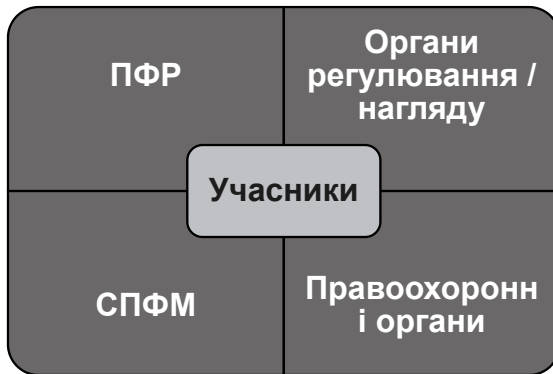 ПФР
Органи
регулювання /
нагляду
Учасники
СПФМ
Правоохоронн
і органи